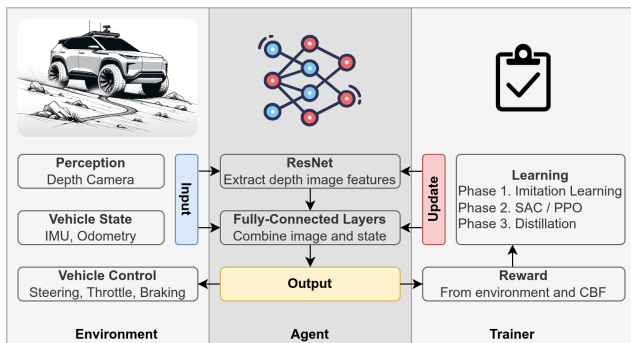 Perception
Depth Camera
Vehicle State
IMU, Odometry
Vehicle Control
Steering, Throttle, Braking
Environment
Input
ResNet
Extract depth image features
Fully-Connected Layers
Combine image and state
Output
Agent
Update
Learning
Phase 1. Imitation Learning
Phase 2. SAC / PPO
Phase 3. Distillation
Reward
From environment and CBF
Trainer